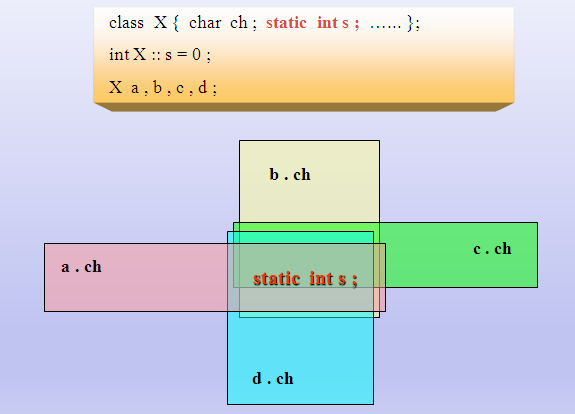 class X { char ch ; static int s ; …… };
int X :: s = 0 ;
X a , b , c , d ;
b . ch
c . ch
a . ch
static int s ;
d . ch